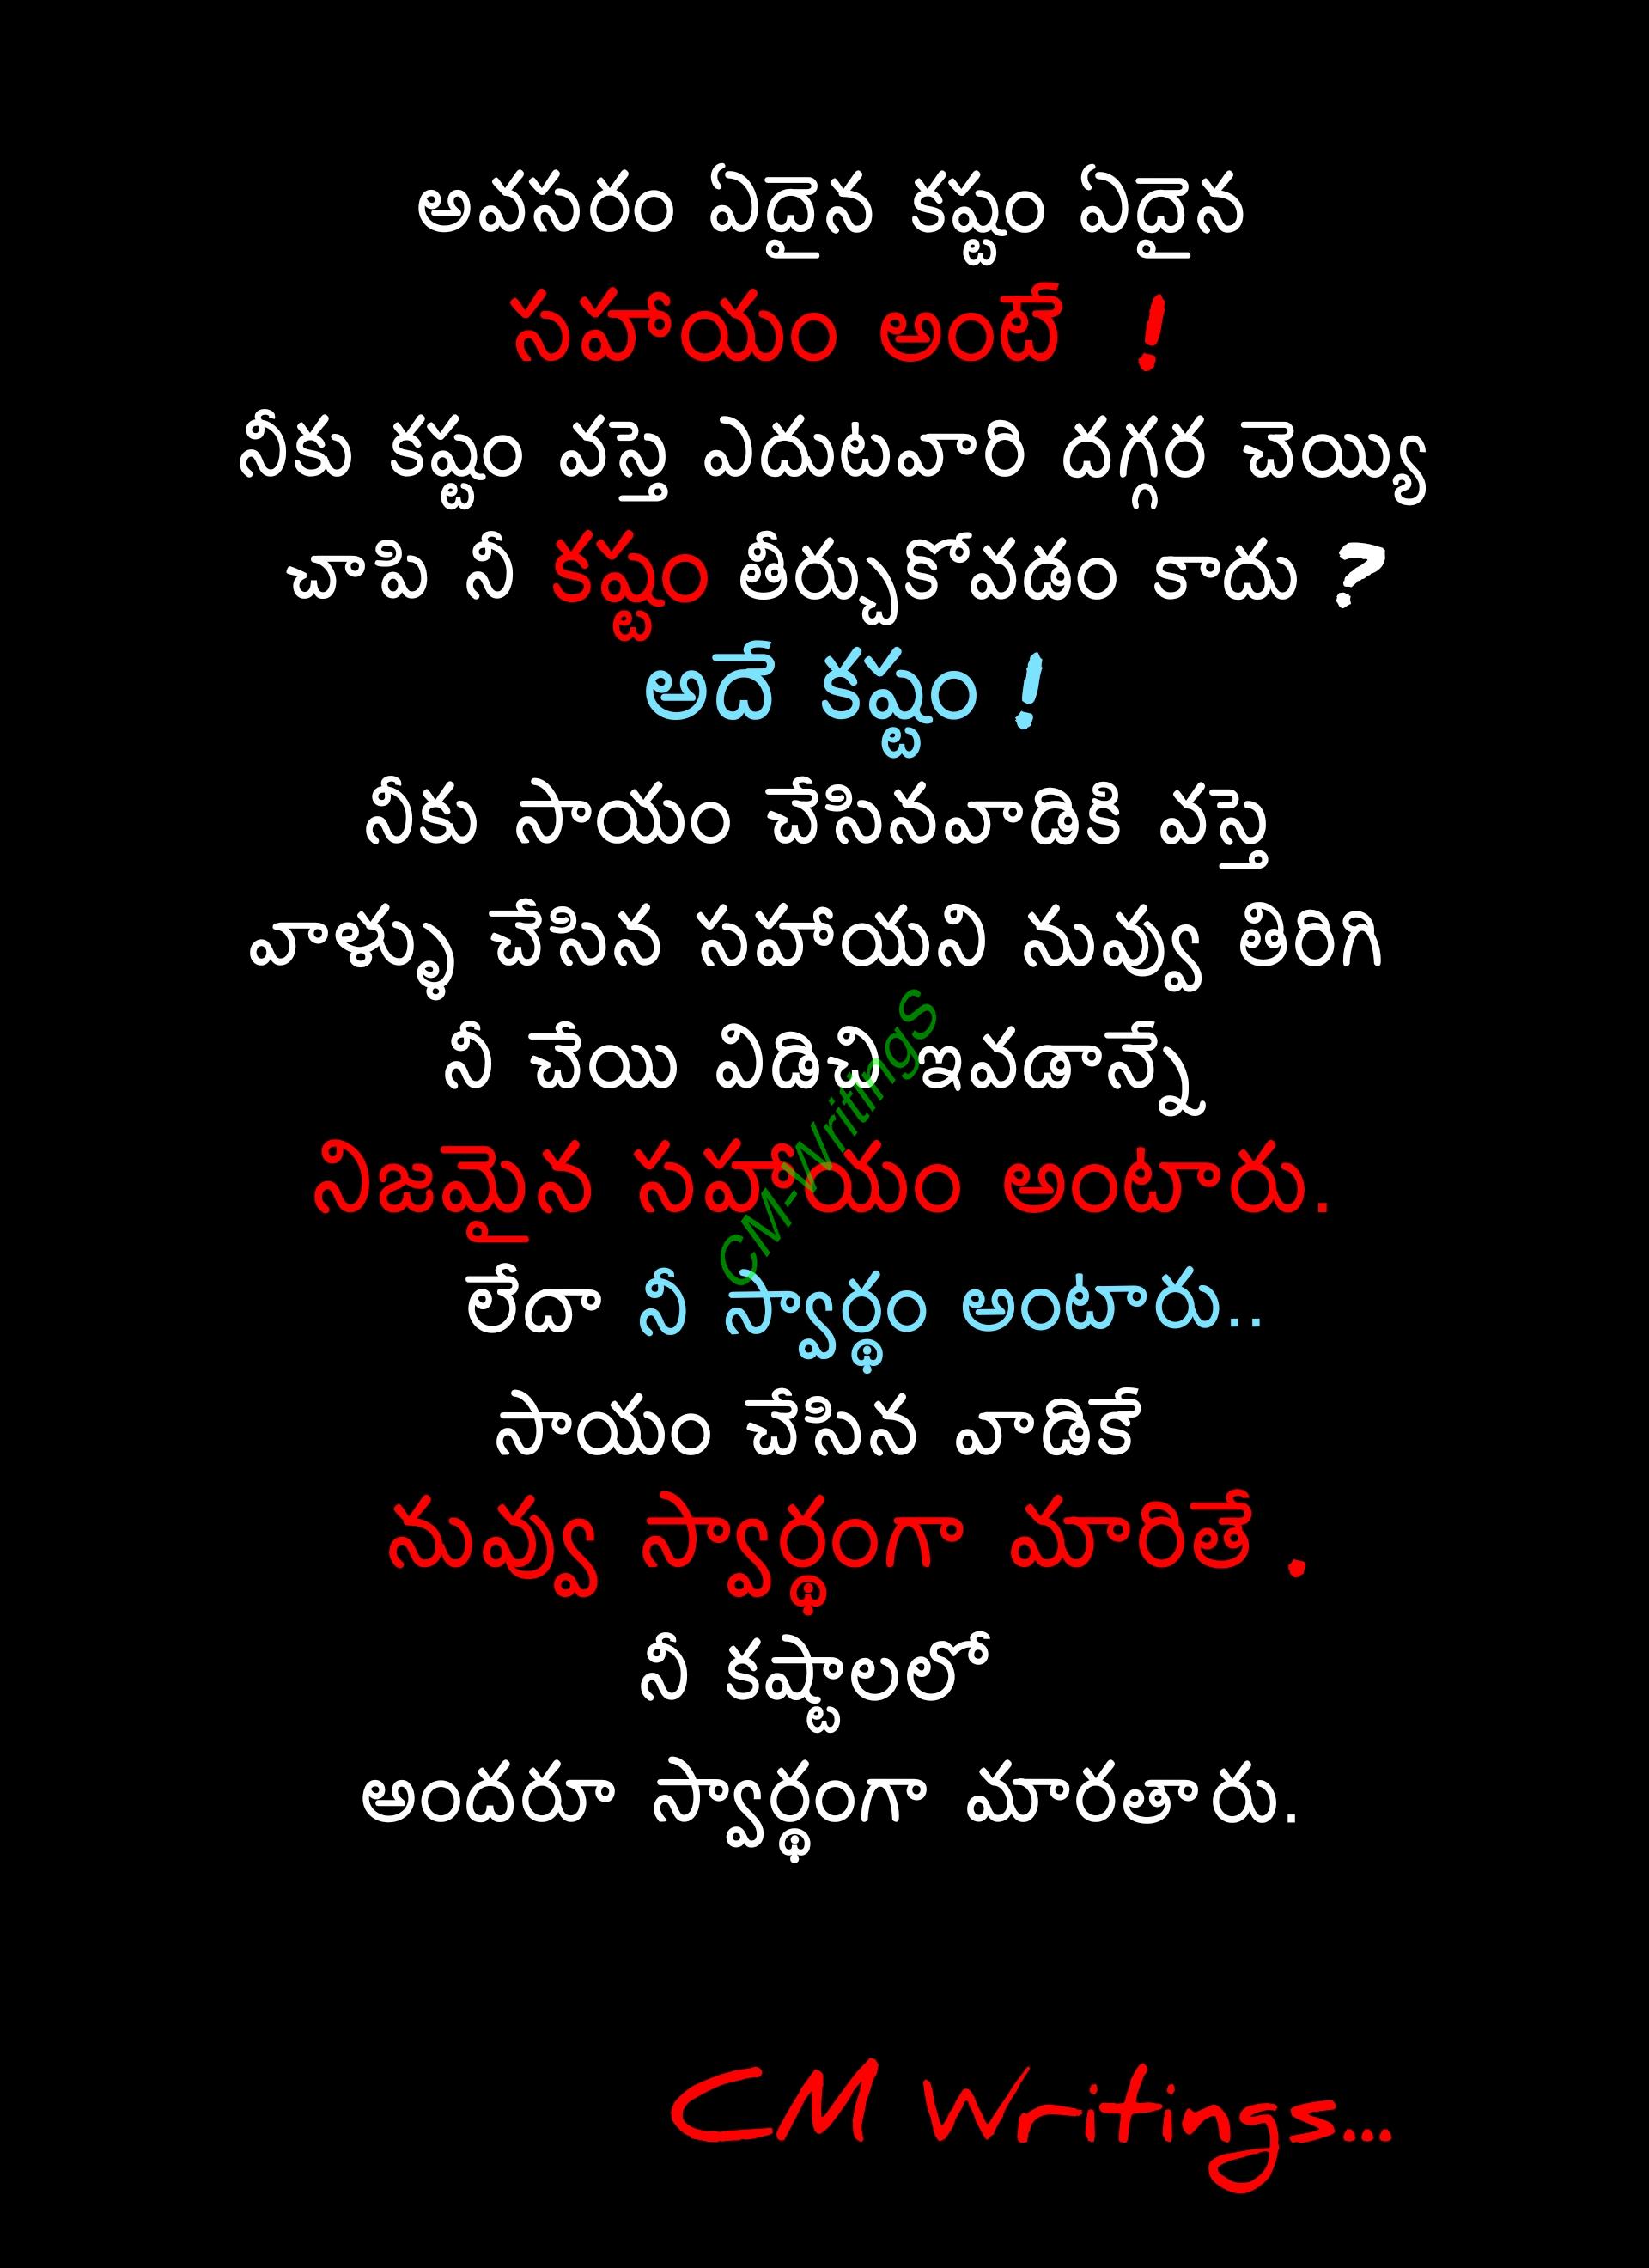 అవసరం ఏదైన కష్టం ఏదైన
సహాయం అంటే !
నీకు కష్టం వస్తె ఎదుటవారి దగ్గర చెయ్యి
చాపి నీ కష్టం తీర్చుకోవడం కాదు ?
అదే కష్టం !
నీకు సాయం చేసినవాడికి వస్తె
వాళ్ళు చేసిన సహాయని నువ్వు తిరిగి
నీ చేయి విడిచి ఇవడాన్నే
నిజమైన సహాయం అంటారు.
లేదా నీ స్వార్థం అంటారు..
సాయం చేసిన వాడికే
నువ్వు స్వార్థంగా మారితే .
నీ కష్టాలలో
అందరూ స్వార్థంగా మారతారు.
CM-Writings
CM Writings...